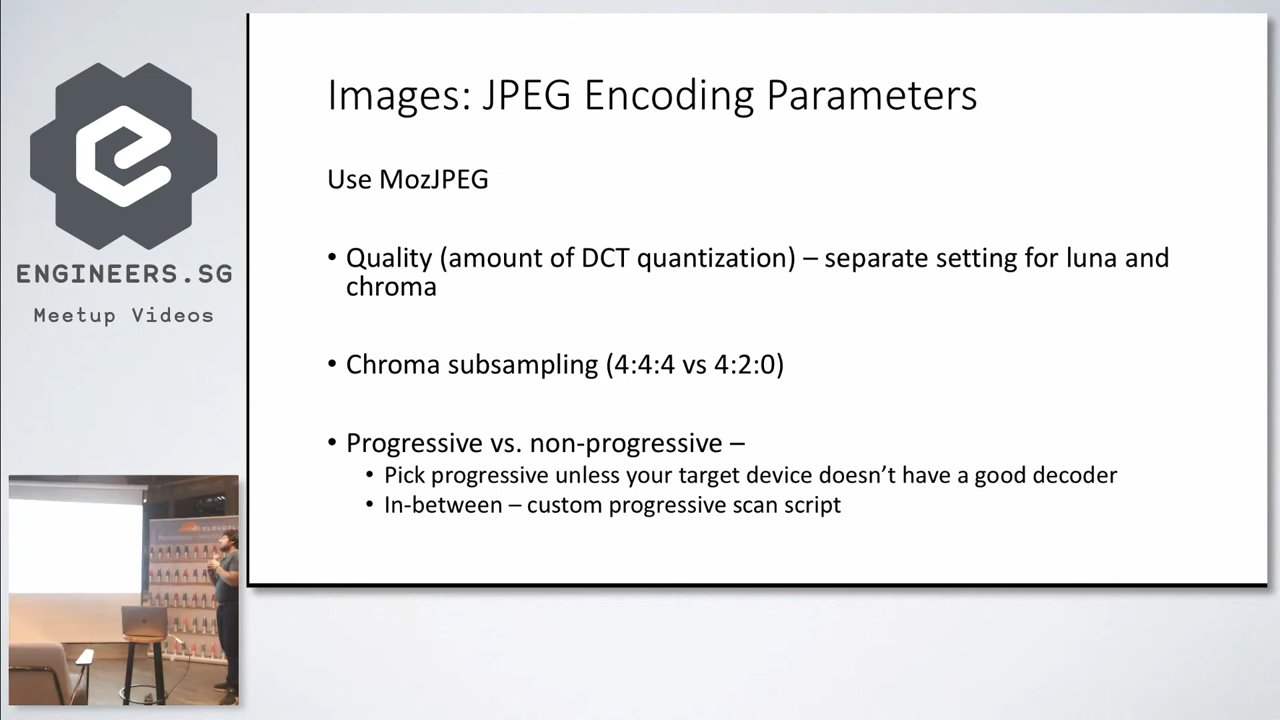 Images: JPEG Encoding Parameters
Use MozJPEG
• Quality (amount of DCT quantization) – separate setting for luna and
chroma
• Chroma subsampling (4:4:4 vs 4:2:0)
• Progressive vs. non-progressive –
• Pick progressive unless your target device doesn’t have a good decoder
• In-between – custom progressive scan script
ENGINEERS.SG
Meetup Videos